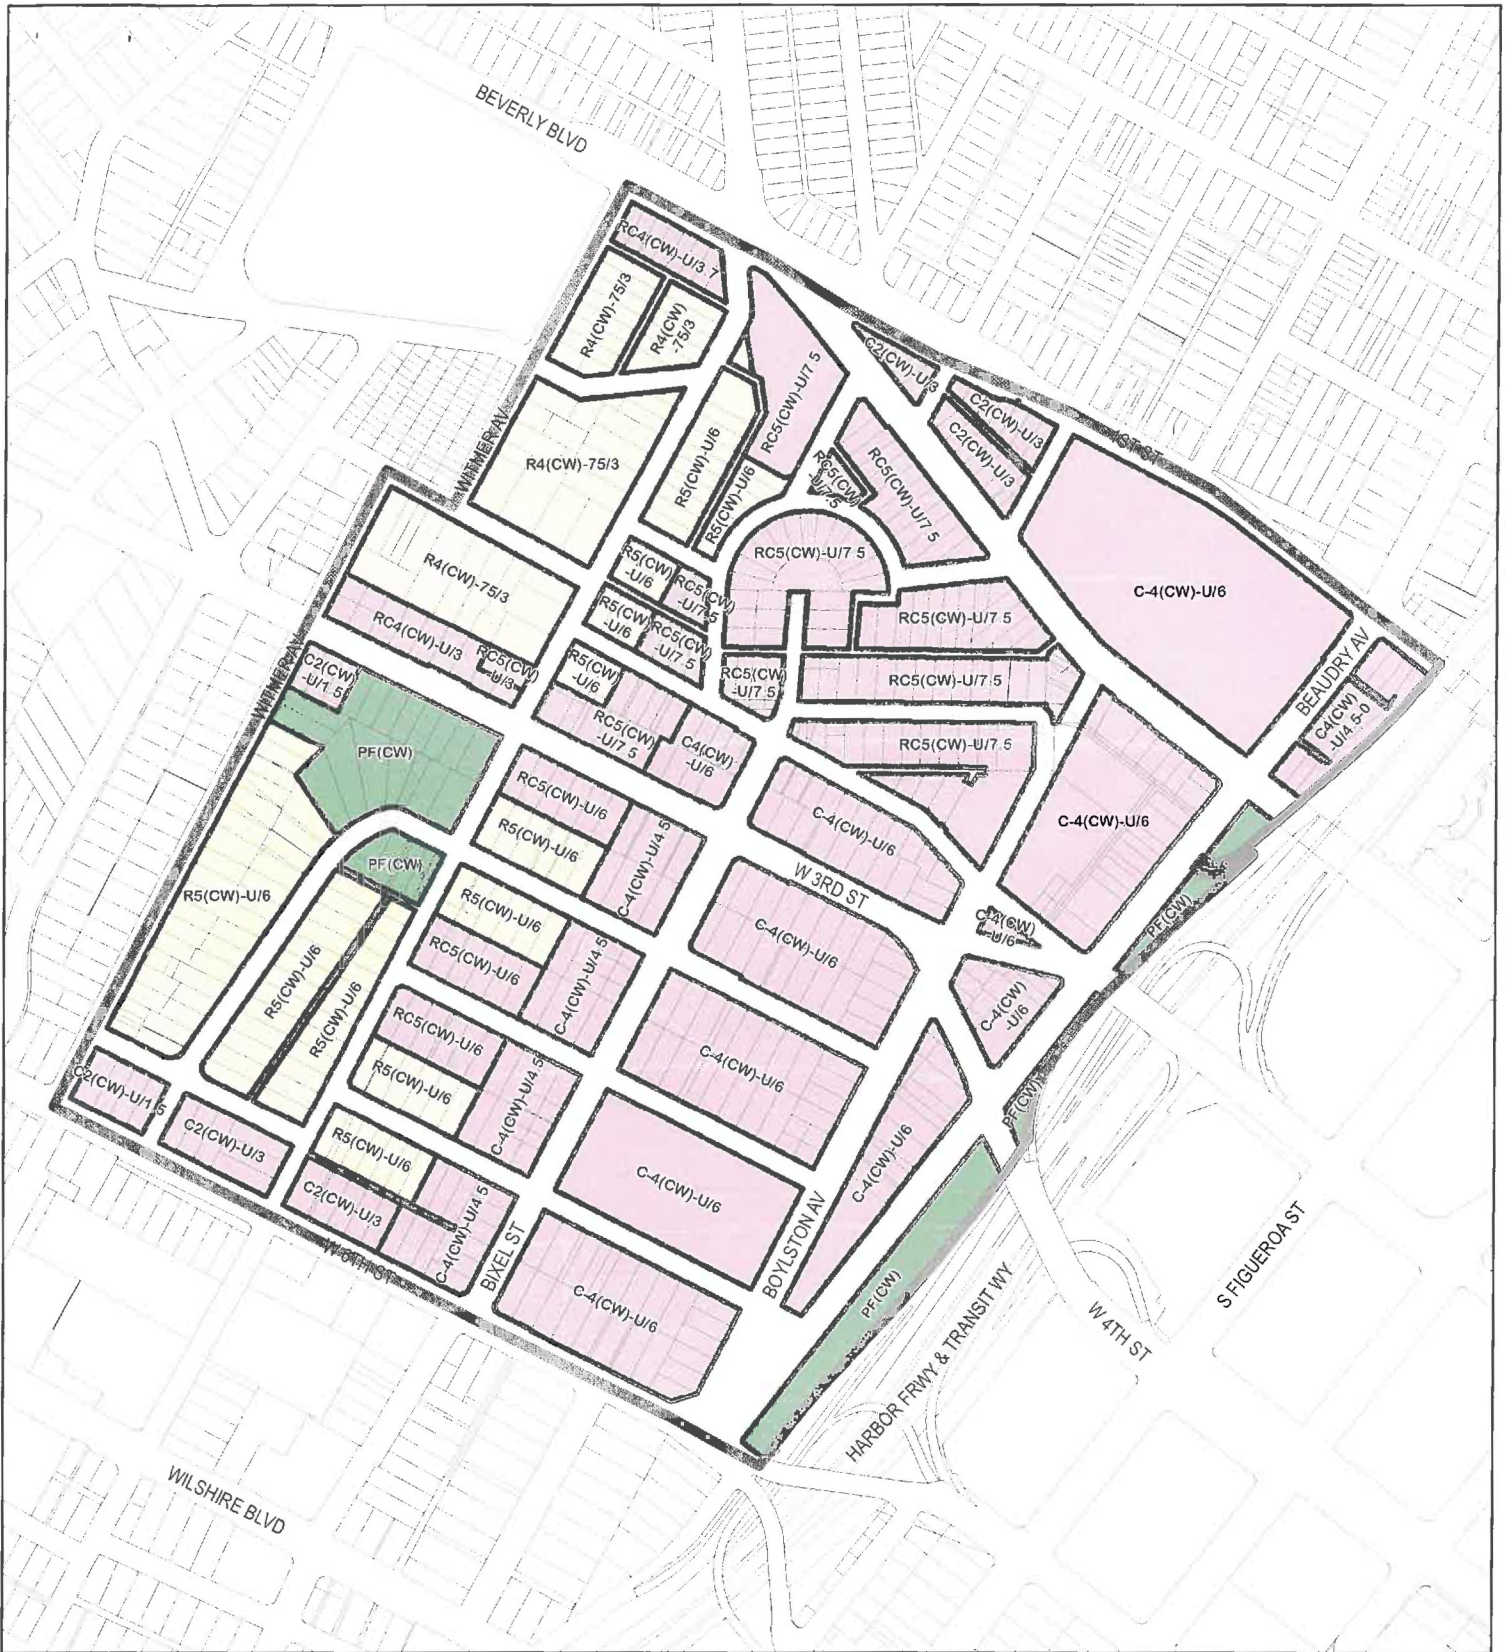 BEVERLY BLVD
RC4(CW)-U/3 7
R4(CW)-75/3
R4(CW)
-75/3
RC5(CW)-U/7 5
C2(CW)-U/3
C2(CW)-U/3
C2(CW)-U/3
1ST ST
WITMER AV
R4(CW)-75/3
R5(CW)-U/6
R5(CW)-U/6
RC5(CW)
-U/7.5
RC5(CW)-U/7 5
RC5(CW)-U/7 5
C-4(CW)-U/6
R4(CW)-75/3
R5(CW)
-U/6
RC5(CW)
-U/7.5
R5(CW)
-U/6
RC5(CW)
-U/7.5
RC5(CW)-U/7 5
RC4(CW)-U/3
RC5(CW)
-U/3
R5(CW)
-U/6
RC5(CW)
-U/7 5
RC5(CW)-U/7.5
BEAUDRY AV
WITMER AV
C2(CW)
-U/1 5
RC5(CW)
-U/7 5
C4(CW)
-U/6
RC5(CW)-U/7 5
C4(CW)
-U/4.5-0
PF(CW)
RC5(CW)-U/6
R5(CW)-U/6
C-4(CW)-U/4 5
C-4(CW)-U/6
C-4(CW)-U/6
PF(CW)
W 3RD ST
R5(CW)-U/6
R5(CW)-U/6
RC5(CW)-U/6
C-4(CW)-U/4 5
C-4(CW)-U/6
C-4(CW)
-U/6
PF(CW)
R5(CW)-U/6
R5(CW)-U/6
RC5(CW)-U/6
R5(CW)-U/6
C-4(CW)-U/4 5
C-4(CW)-U/6
C-4(CW)
-U/6
PF(CW)
C2(CW)-U/1 5
C2(CW)-U/3
R5(CW)-U/6
C2(CW)-U/3
C-4(CW)-U/4 5
C-4(CW)-U/6
C-4(CW)-U/6
W 6TH ST
BIXEL ST
BOYLSTON AV
C-4(CW)-U/6
PF(CW)
HARBOR FRWY & TRANSIT WY
W 4TH ST
S FIGUEROA ST
WILSHIRE BLVD